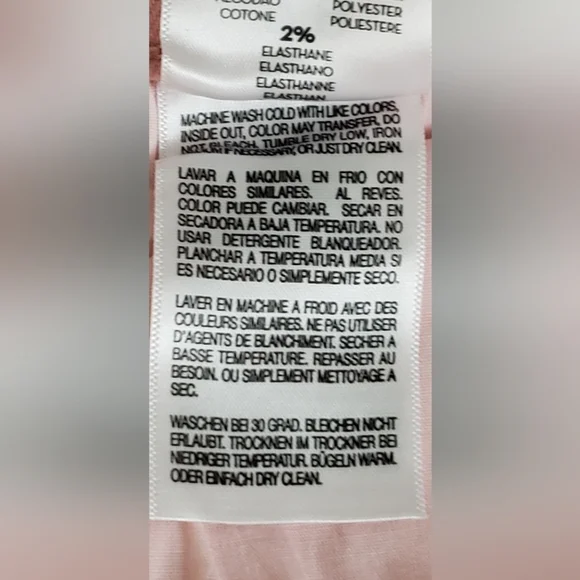 COTONE
POLYESTER
POLIESTERE
2%
ELASTHANE
ELASTHANO
ELASTHANNE
ELASTHAN
MACHINE WASH COLD WITH LIKE COLORS,
INSIDE OUT, COLOR MAY TRANSFER, DO
NOT BLEACH, TUMBLE DRY LOW, IRON
IF NECESSARY, OR JUST DRY CLEAN.
LAVAR A MAQUINA EN FRIO CON
COLORES SIMILARES. AL REVES.
COLOR PUEDE CAMBIAR. SECAR EN
SECADORA A BAJA TEMPERATURA. NO
USAR DETERGENTE BLANQUEADOR.
PLANCHAR A TEMPERATURA MEDIA SI
ES NECESARIO O SIMPLEMENTE SECO.
LAVER EN MACHINE A FROID AVEC DES
COULEURS SIMILAIRES. NE PAS UTILISER
D'AGENTS DE BLANCHIMENT. SECHER A
BASSE TEMPERATURE. REPASSER AU
BESOIN. OU SIMPLEMENT METTOYAGE A
SEC.
WASCHEN BEI 30 GRAD. BLEICHEN NICHT
ERLAUBT. TROCKNEN IM TROCKNER BEI
NIEDRIGER TEMPERATUR. BÜGELN WARM.
ODER EINFACH DRY CLEAN.